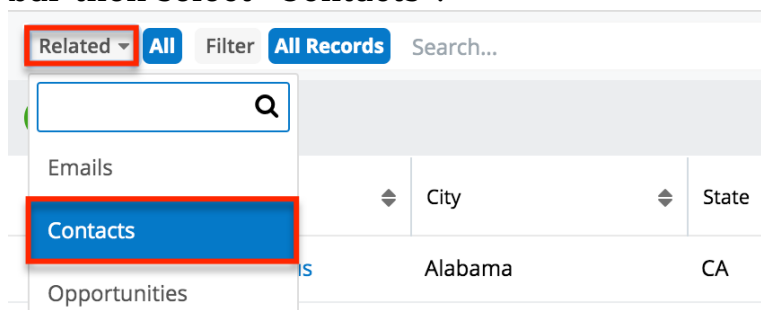 Related All Filter All Records Search...
Emails
City State
Contacts
Alabama CA
Opportunities